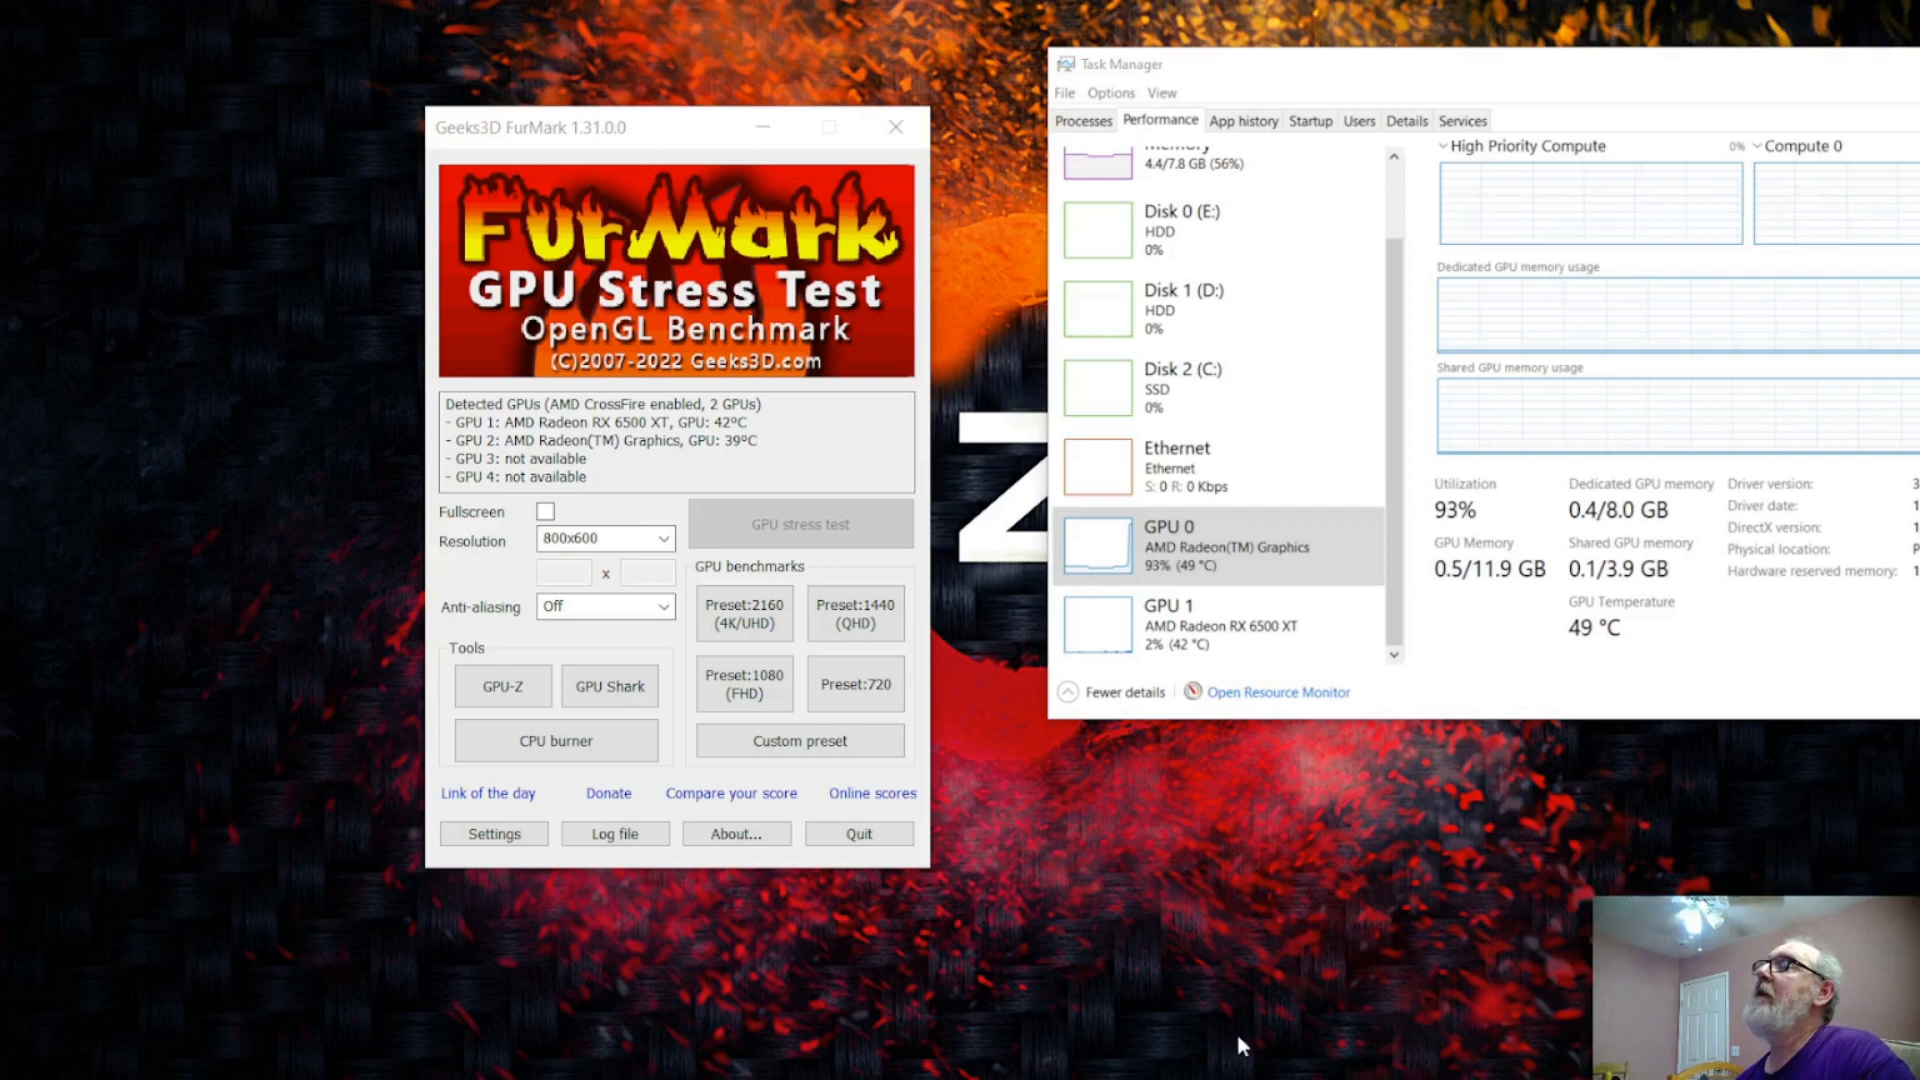 Geeks3D FurMark 1.31.0.0
FurMark
GPU Stress Test
OpenGL Benchmark
(C)2007-2022 Geeks3D.com
Detected GPUs (AMD CrossFire enabled, 2 GPUs)
- GPU 1: AMD Radeon RX 6500 XT, GPU: 42°C
- GPU 2: AMD Radeon(TM) Graphics, GPU: 39°C
- GPU 3: not available
- GPU 4: not available
Fullscreen
Resolution
800x600
x
Anti-aliasing
Off
GPU stress test
GPU benchmarks
Preset:2160
(4K/UHD)
Preset:1440
(QHD)
Preset:1080
(FHD)
Preset:720
Custom preset
Tools
GPU-Z
GPU Shark
CPU burner
Link of the day
Donate
Compare your score
Online scores
Settings
Log file
About...
Quit
Task Manager
File Options View
Processes Performance App history Startup Users Details Services
Memory
4.4/7.8 GB (56%)
Disk 0 (E:)
HDD
0%
Disk 1 (D:)
HDD
0%
Disk 2 (C:)
SSD
0%
Ethernet
Ethernet
S: 0 R: 0 Kbps
GPU 0
AMD Radeon(TM) Graphics
93% (49 °C)
GPU 1
AMD Radeon RX 6500 XT
2% (42 °C)
Fewer details
Open Resource Monitor
High Priority Compute 0%
Compute 0
Dedicated GPU memory usage
Shared GPU memory usage
Utilization
93%
GPU Memory
0.5/11.9 GB
Dedicated GPU memory
0.4/8.0 GB
Shared GPU memory
0.1/3.9 GB
GPU Temperature
49 °C
Driver version: 3
Driver date: 1
DirectX version: 1
Physical location: P
Hardware reserved memory: 1